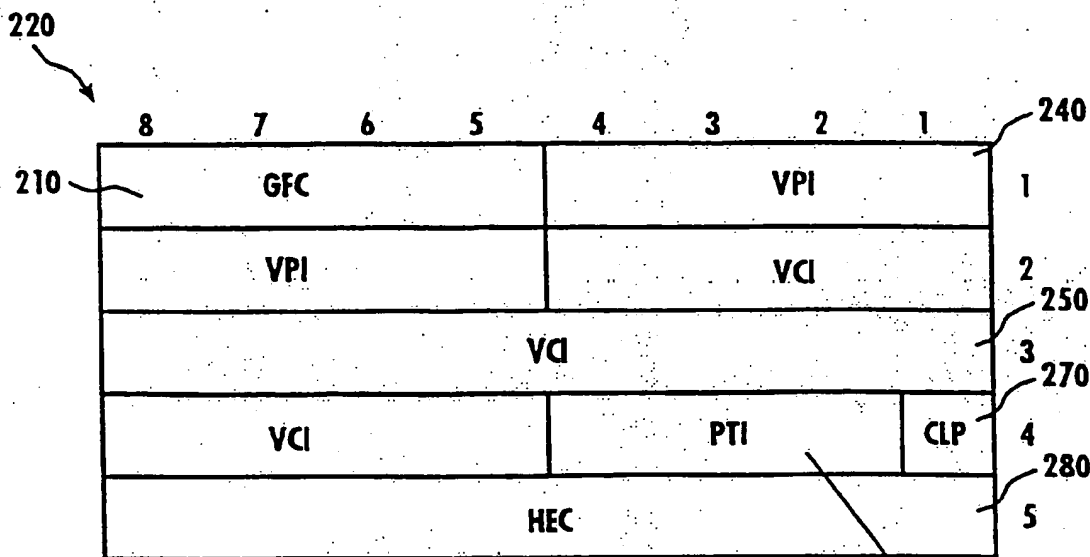 220
8 7 6 5 4 3 2 1
240
210 GFC VPI 1
VPI VCI 2
250
VCI 3
270
VCI PTI CLP 4
280
HEC 5